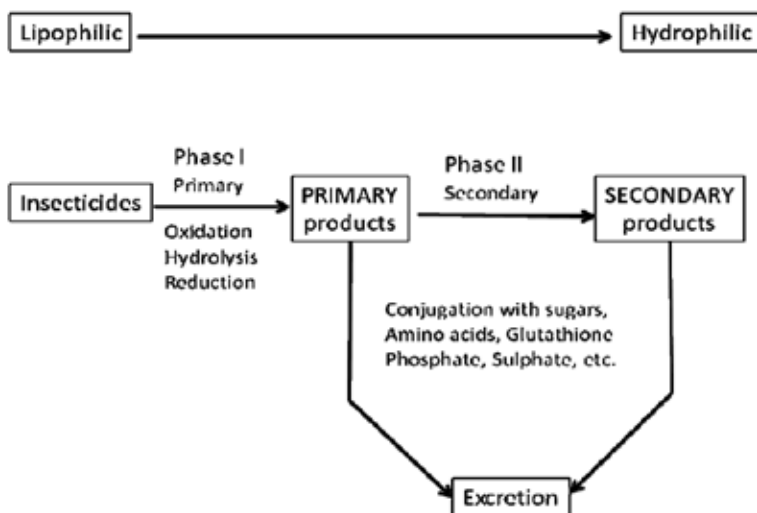 Lipophilic
Hydrophilic
Phase I
Primary
Phase II
Secondary
Insecticides
PRIMARY
products
SECONDARY
products
Oxidation
Hydrolysis
Reduction
Conjugation with sugars,
Amino acids, Glutathione
Phosphate, Sulphate, etc.
Excretion